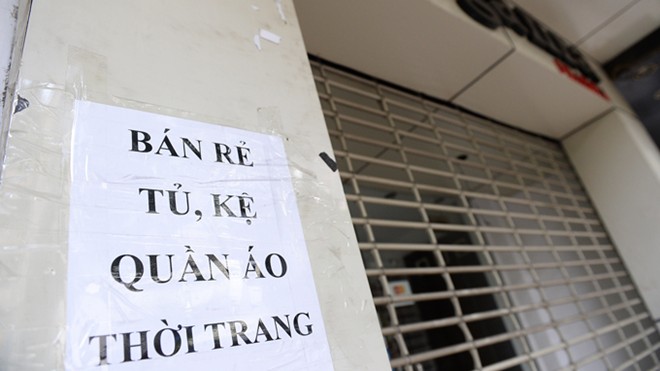 BÁN RẺ
TỦ, KỆ
QUẦN ÁO
THỜI TRANG